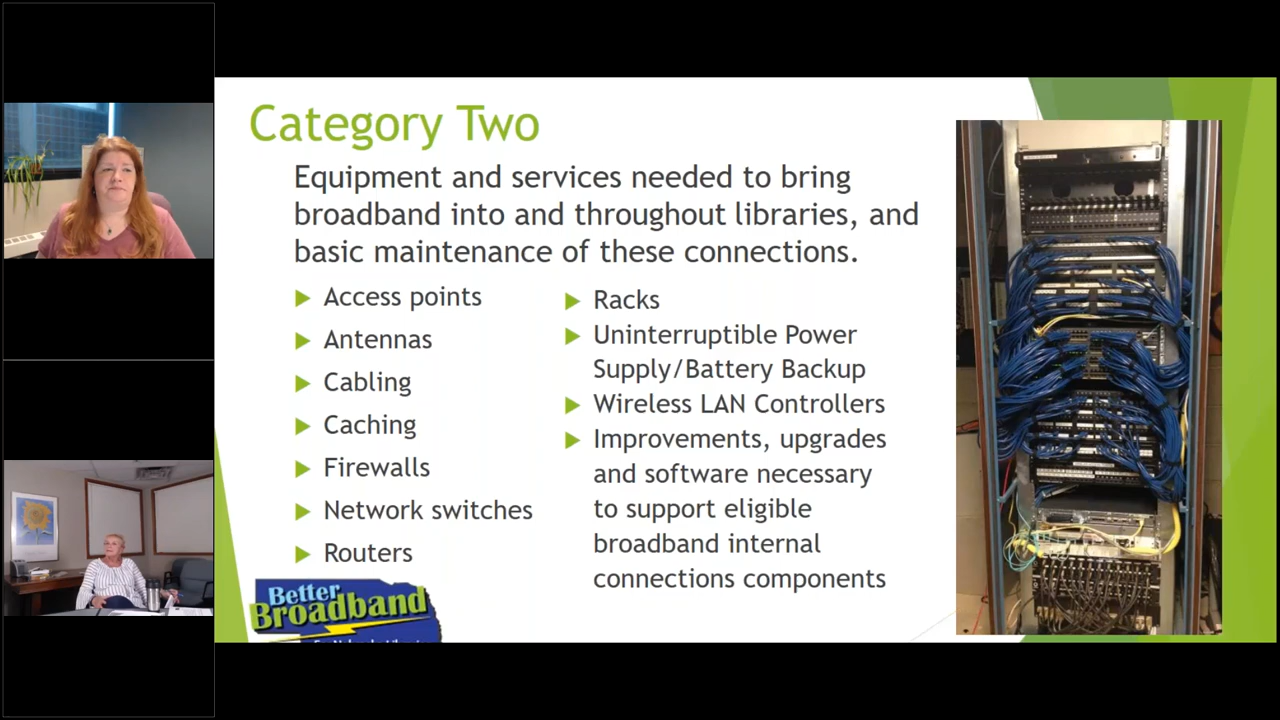 Category Two
Equipment and services needed to bring
broadband into and throughout libraries, and
basic maintenance of these connections.
Access points
Antennas
Cabling
Caching
Firewalls
Network switches
Routers
Racks
Uninterruptible Power
Supply/Battery Backup
Wireless LAN Controllers
Improvements, upgrades
and software necessary
to support eligible
broadband internal
connections components
Better
Broadband